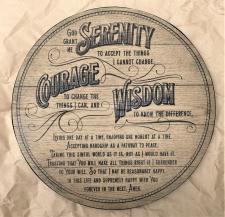 God
grant
me
Serenity
to accept the things
I cannot change,
Courage
to change the
things I can, and
Wisdom
to know the difference.
Living one day at a time, enjoying one moment at a time.
Accepting hardship as a pathway to peace.
Taking this sinful world as it is, not as I would have it.
Trusting that You will make all things right if I surrender
to your will. So that I may be reasonably happy
in this life and supremely happy with You
forever in the next. Amen.